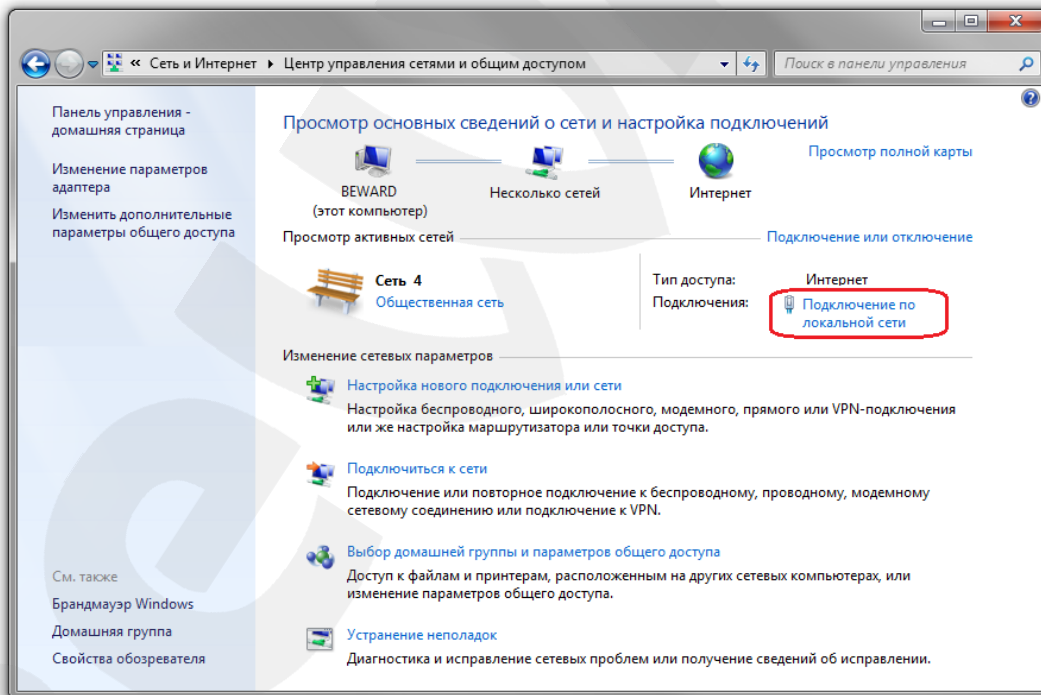 « Сеть и Интернет ▸ Центр управления сетями и общим доступом
Поиск в панели управления
Панель управления -
домашняя страница
Изменение параметров
адаптера
Изменить дополнительные
параметры общего доступа
См. также
Брандмауэр Windows
Домашняя группа
Свойства обозревателя
Просмотр основных сведений о сети и настройка подключений
Просмотр полной карты
BEWARD
(этот компьютер)
Несколько сетей
Интернет
Просмотр активных сетей
Подключение или отключение
Сеть 4
Общественная сеть
Тип доступа: Интернет
Подключения: Подключение по
локальной сети
Изменение сетевых параметров
Настройка нового подключения или сети
Настройка беспроводного, широкополосного, модемного, прямого или VPN-подключения
или же настройка маршрутизатора или точки доступа.
Подключиться к сети
Подключение или повторное подключение к беспроводному, проводному, модемному
сетевому соединению или подключение к VPN.
Выбор домашней группы и параметров общего доступа
Доступ к файлам и принтерам, расположенным на других сетевых компьютерах, или
изменение параметров общего доступа.
Устранение неполадок
Диагностика и исправление сетевых проблем или получение сведений об исправлении.